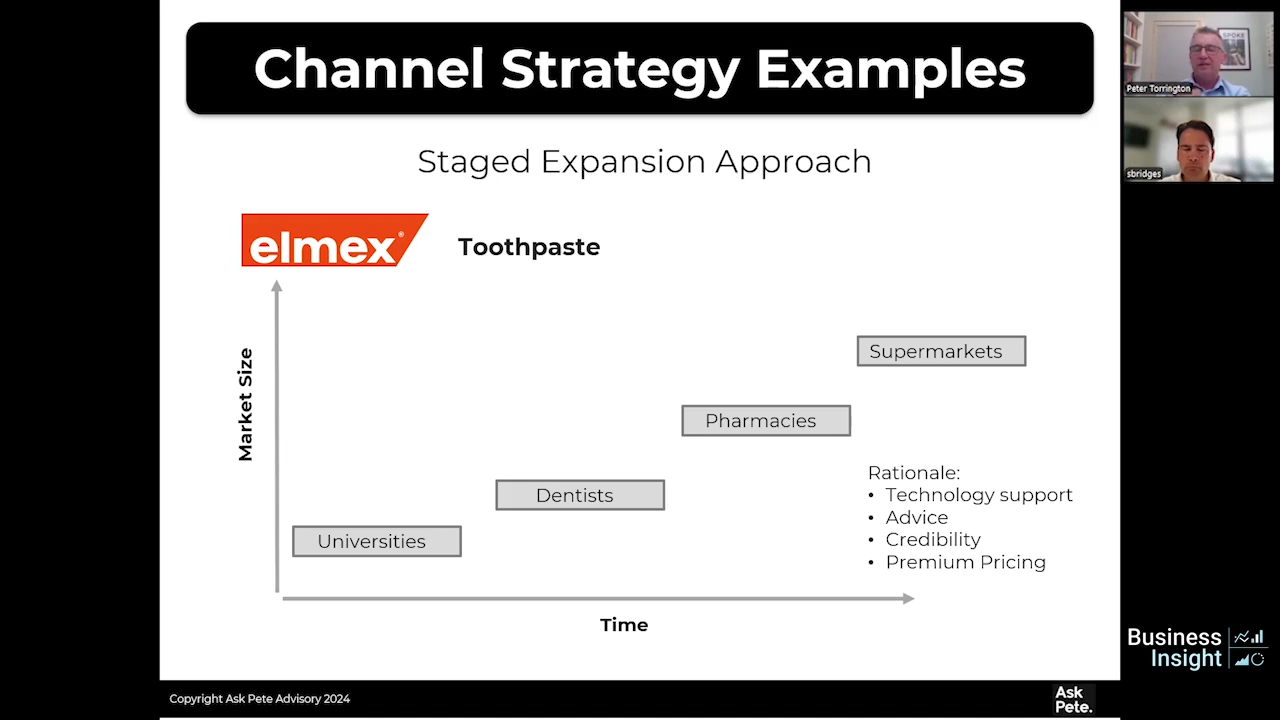 Channel Strategy Examples
Staged Expansion Approach
elmex®
Toothpaste
Market Size
Supermarkets
Pharmacies
Dentists
Universities
Rationale:
• Technology support
• Advice
• Credibility
• Premium Pricing
Time
Copyright Ask Pete Advisory 2024
Ask
Pete.
SPOKE
Peter Torrington
sbridges
Business
Insight